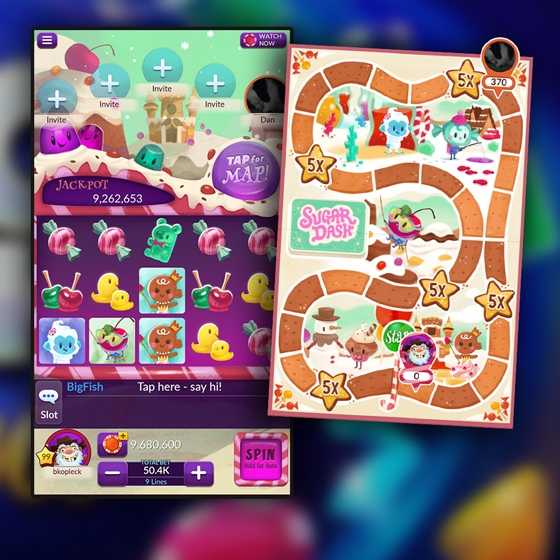 WATCH
NOW
Invite
Invite
Invite
Invite
Dan
TAP for
MAP!
JACKPOT
9,262,653
BigFish
Tap here - say hi!
Slot
99
bkopleck
9,680,600
TOTAL BET
50.4K
9 Lines
SPIN
Hold for Auto
5X
370
5X
SUGAR
DASH
5X
5X
Start
0
5X